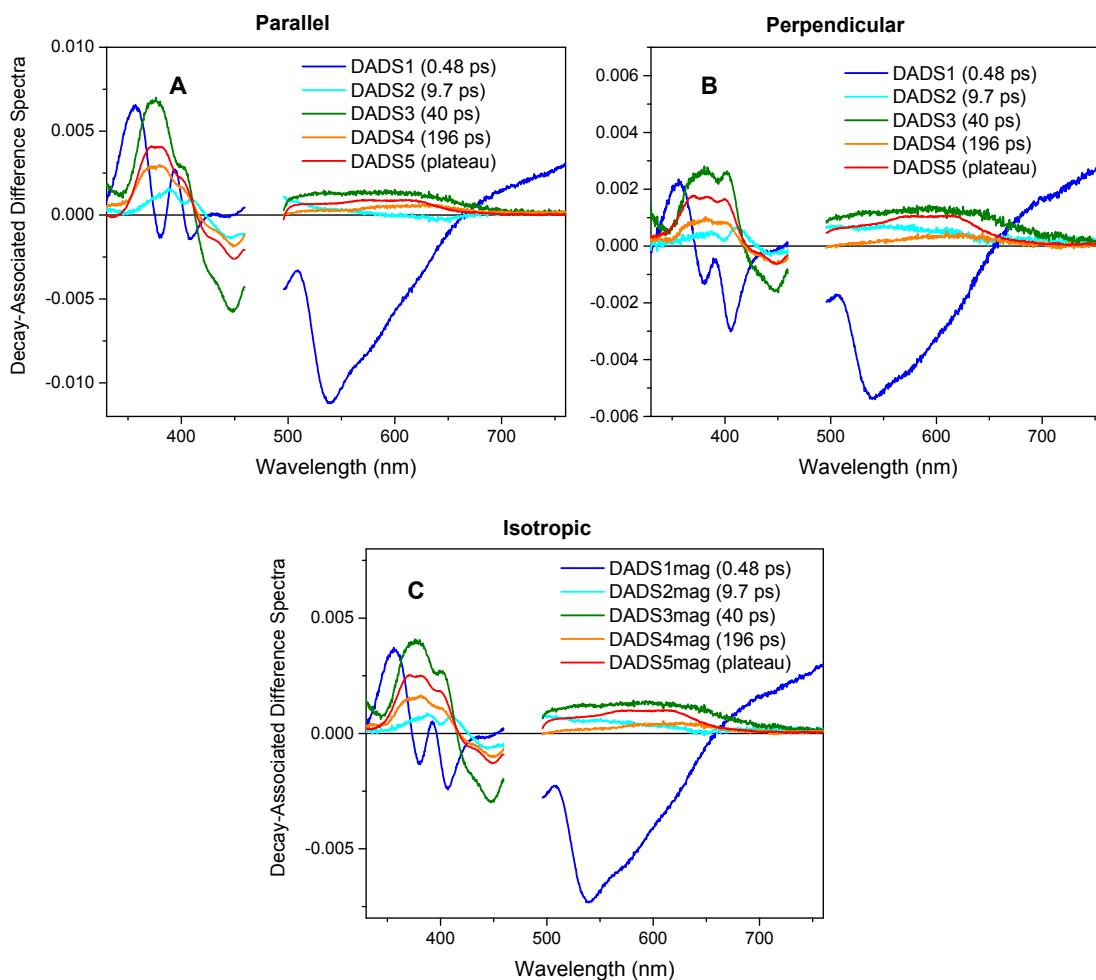 Parallel
Decay-Associated Difference Spectra
0.010
0.005
0.000
-0.005
-0.010
A
DADS1 (0.48 ps)
DADS2 (9.7 ps)
DADS3 (40 ps)
DADS4 (196 ps)
DADS5 (plateau)
400 500 600 700
Wavelength (nm)
Perpendicular
0.006
0.004
0.002
0.000
-0.002
-0.004
-0.006
B
DADS1 (0.48 ps)
DADS2 (9.7 ps)
DADS3 (40 ps)
DADS4 (196 ps)
DADS5 (plateau)
400 500 600 700
Wavelength (nm)
Isotropic
Decay-Associated Difference Spectra
0.005
0.000
-0.005
C
DADS1mag (0.48 ps)
DADS2mag (9.7 ps)
DADS3mag (40 ps)
DADS4mag (196 ps)
DADS5mag (plateau)
400 500 600 700
Wavelength (nm)